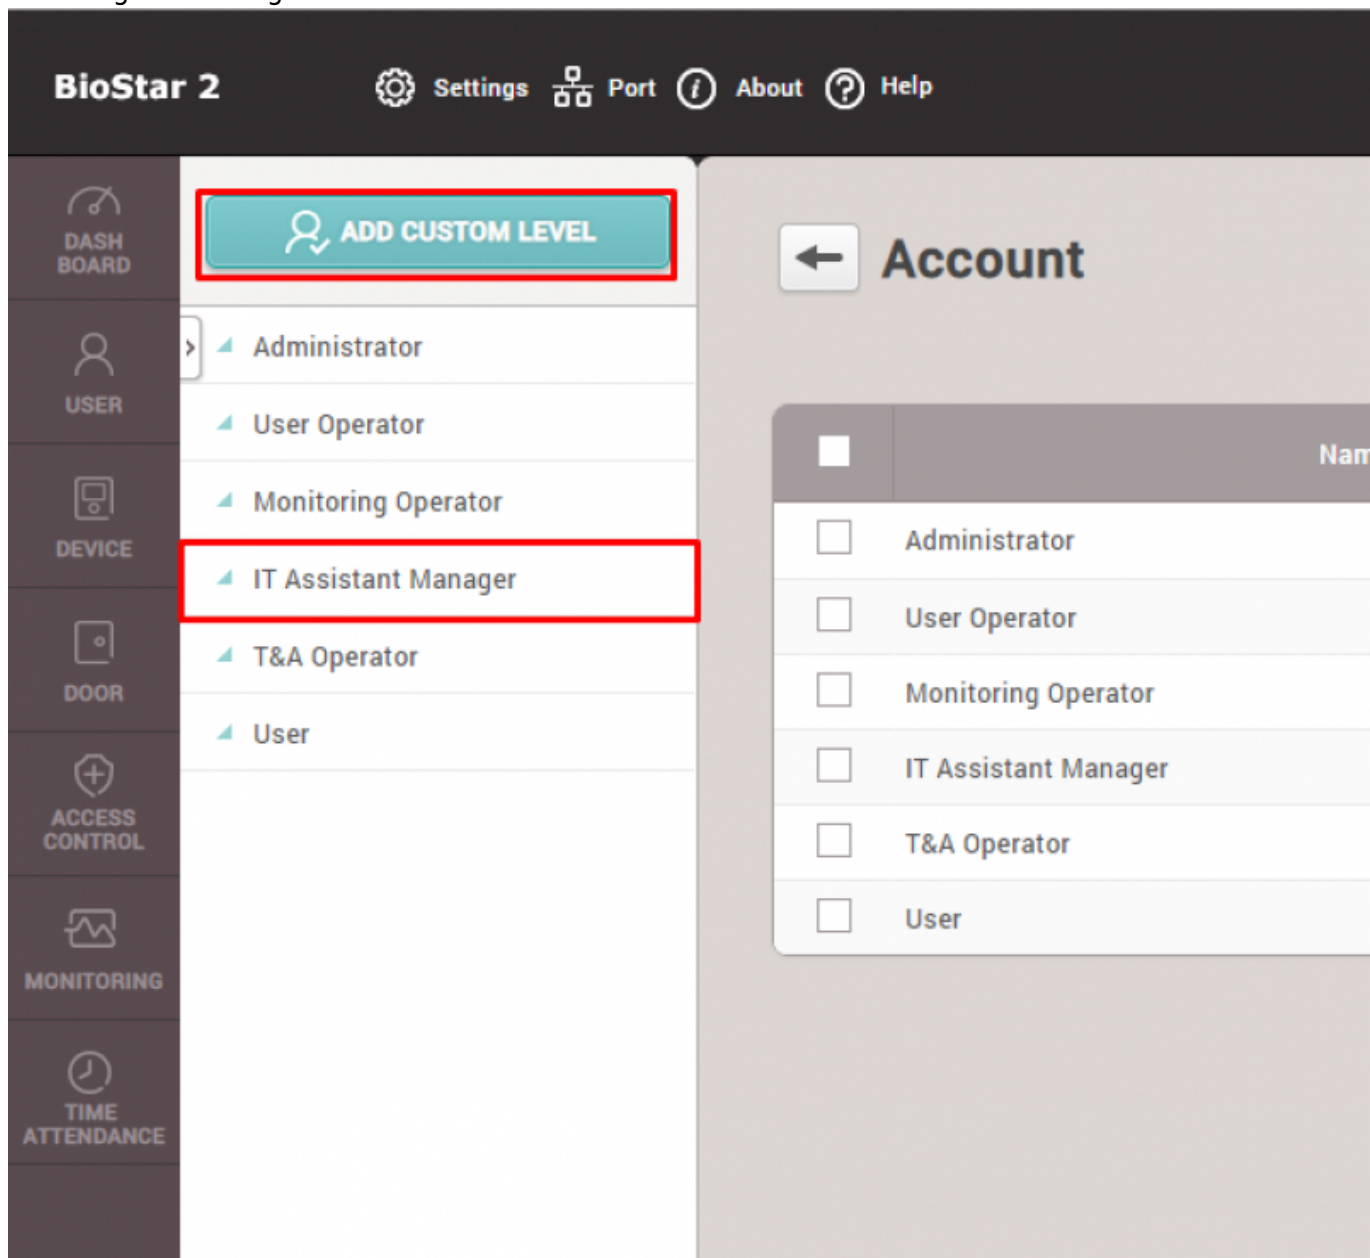 BioStar 2
Settings Port About Help
DASH
BOARD
USER
DEVICE
DOOR
ACCESS
CONTROL
MONITORING
TIME
ATTENDANCE
ADD CUSTOM LEVEL
Administrator
User Operator
Monitoring Operator
IT Assistant Manager
T&A Operator
User
Account
Nam
Administrator
User Operator
Monitoring Operator
IT Assistant Manager
T&A Operator
User